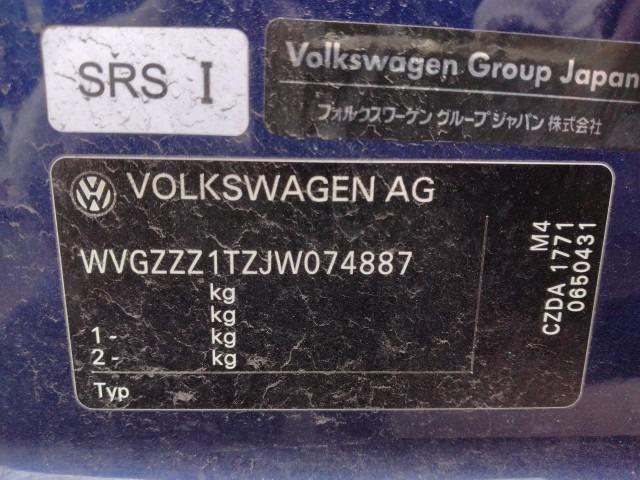 SRS I
Volkswagen Group Japan
フォルクスワーゲン グループ ジャパン 株式会社
VOLKSWAGEN AG
WVGZZZ1TZJW074887
kg
kg
1- kg
2- kg
Typ
M4
CZDA 1771
0650431